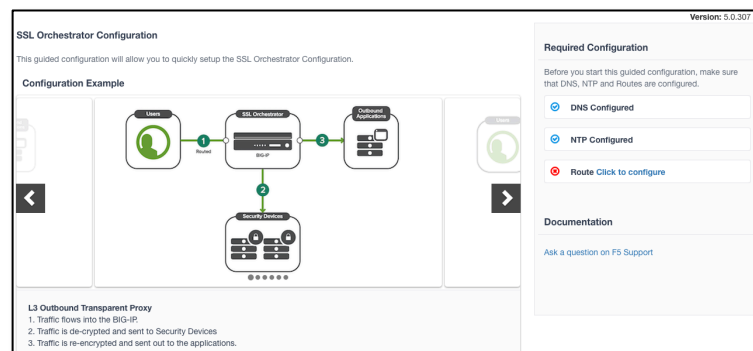 Version: 5.0.307
SSL Orchestrator Configuration
This guided configuration will allow you to quickly setup the SSL Orchestrator Configuration.
Configuration Example
Users
SSL Orchestrator
Outbound
Applications
Users
1
3
Routed
BIG-IP
2
Security Devices
L3 Outbound Transparent Proxy
1. Traffic flows into the BIG-IP.
2. Traffic is de-crypted and sent to Security Devices
3. Traffic is re-encrypted and sent out to the applications.
Required Configuration
Before you start this guided configuration, make sure
that DNS, NTP and Routes are configured.
DNS Configured
NTP Configured
Route Click to configure
Documentation
Ask a question on F5 Support